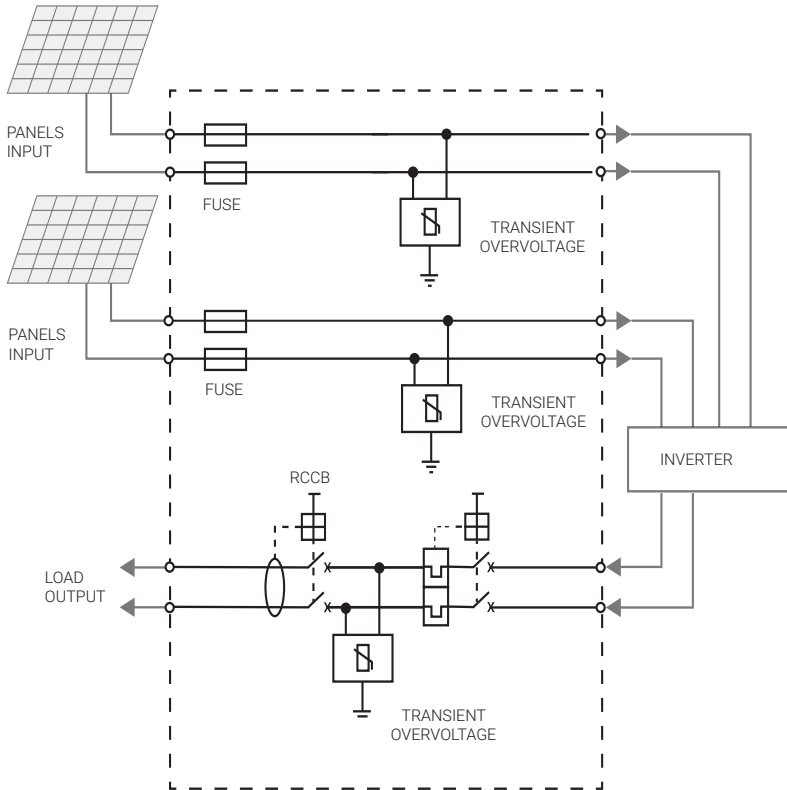 PANELS
INPUT
FUSE
TRANSIENT
OVERVOLTAGE
PANELS
INPUT
FUSE
TRANSIENT
OVERVOLTAGE
INVERTER
RCCB
LOAD
OUTPUT
TRANSIENT
OVERVOLTAGE